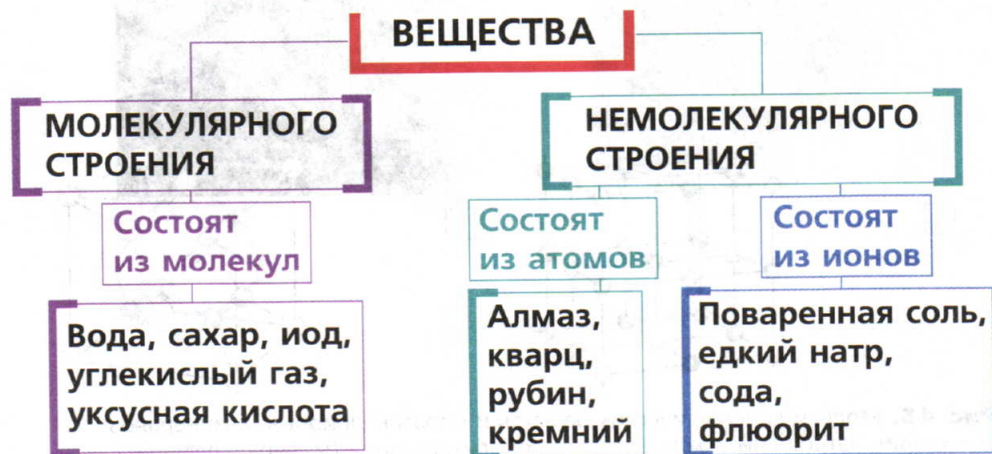 ВЕЩЕСТВА
МОЛЕКУЛЯРНОГО
СТРОЕНИЯ
Состоят
из молекул
Вода, сахар, иод,
углекислый газ,
уксусная кислота
НЕМОЛЕКУЛЯРНОГО
СТРОЕНИЯ
Состоят
из атомов
Алмаз,
кварц,
рубин,
кремний
Состоят
из ионов
Поваренная соль,
едкий натр,
сода,
флюорит